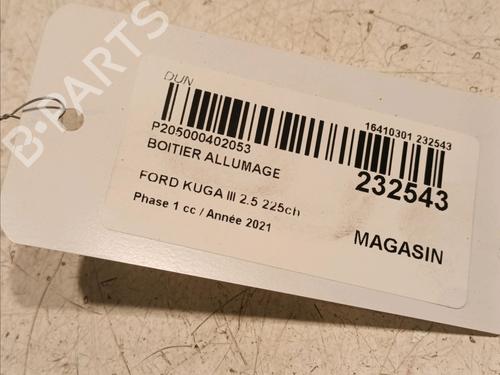 B-PARTS
DUN
16410301 232543
P205000402053
BOITIER ALLUMAGE
232543
FORD KUGA III 2.5 225ch
Phase 1 cc / Année 2021
MAGASIN